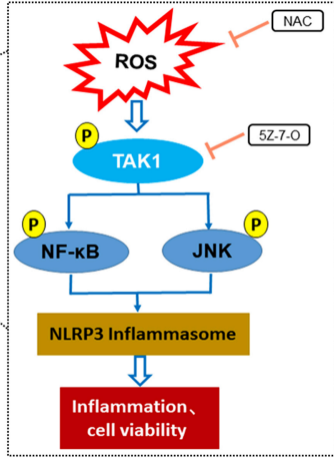 NAC
ROS
5Z-7-O
P
TAK1
P
P
NF-κB
JNK
NLRP3 Inflammasome
Inflammation、
cell viability